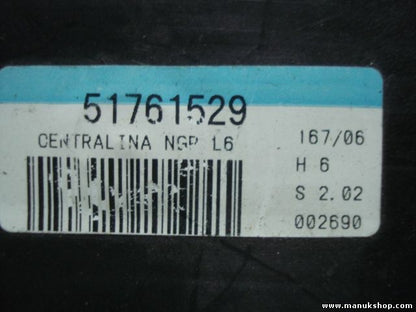 51761529
CENTRALINA NGP L6
167/06
H 6
S 2.02
002690
www.manukshop.com